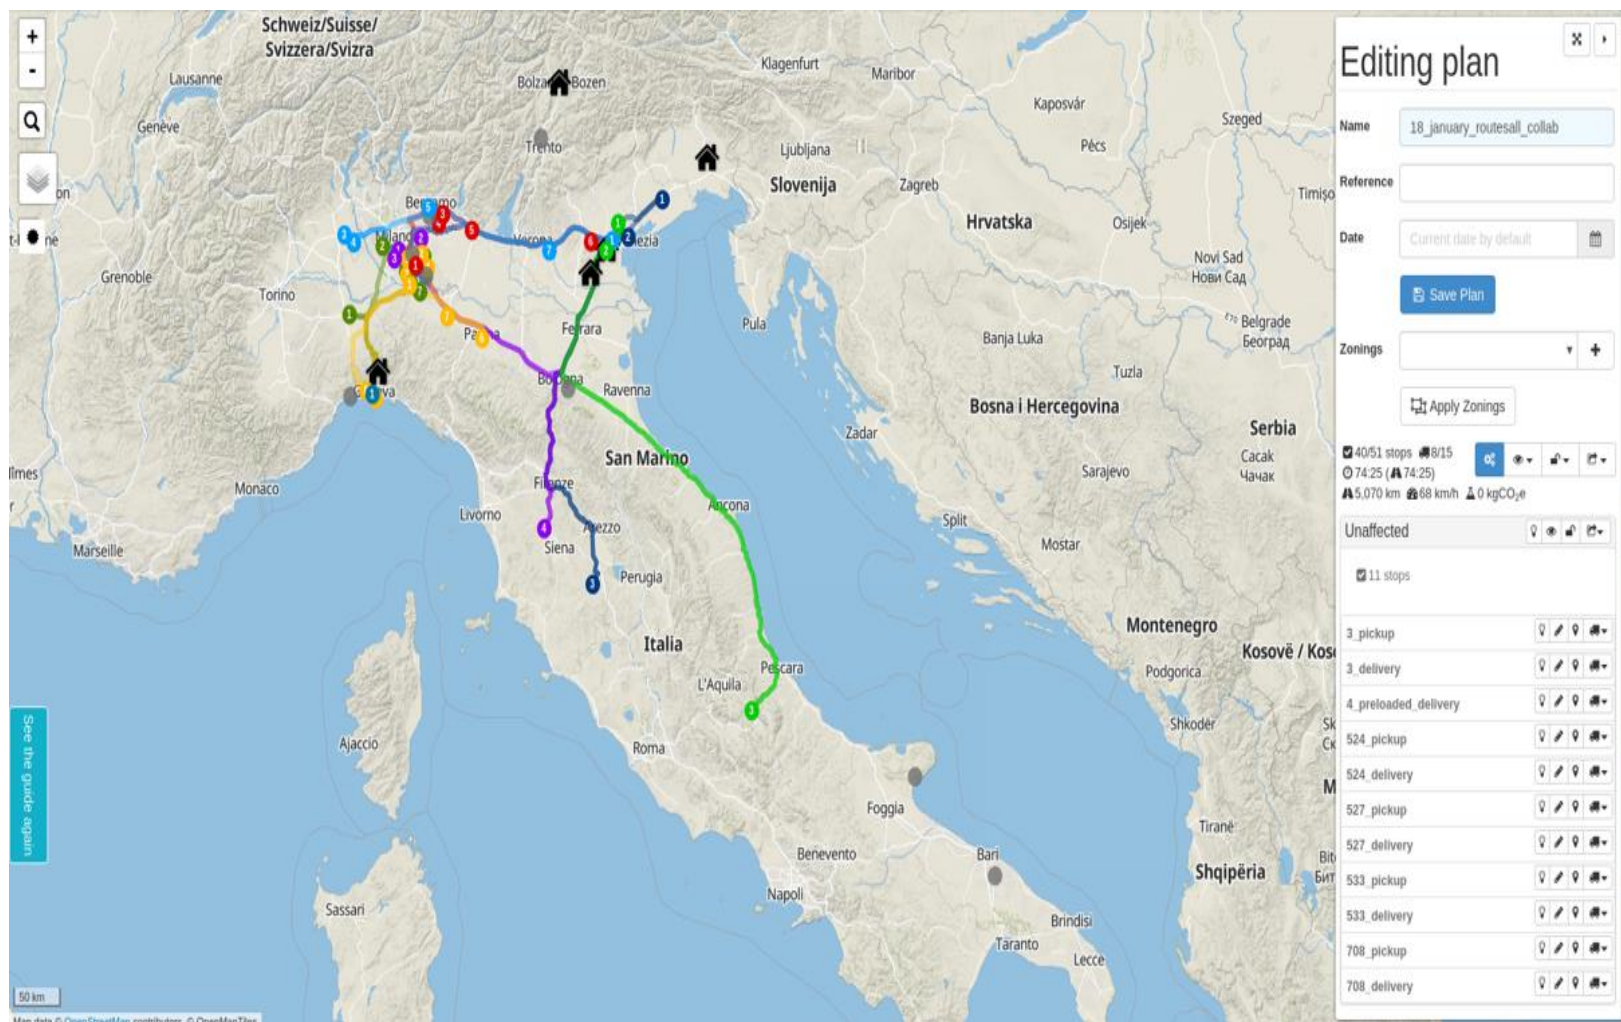 Schweiz/Suisse/
Svizzera/Svizra
Lausanne
Genève
Grenoble
Torino
Monaco
Marseille
Bozen
Trento
Klagenfurt
Maribor
Ljubljana
Slovenija
Zagreb
Kaposvár
Pécs
Szeged
Hrvatska
Osijek
Novi Sad
Нови Сад
Belgrade
Београд
Banja Luka
Tuzla
Bosna i Hercegovina
Serbia
Cacak
Чачак
Sarajevo
Pula
Zadar
Split
Mostar
Ferrara
Ravenna
Bologna
San Marino
Ancona
Livorno
Siena
Perugia
Italia
L'Aquila
Pescara
Roma
Foggia
Benevento
Napoli
Bari
Brindisi
Taranto
Lecce
Ajaccio
Sassari
Montenegro
Podgorica
Shkodër
Tiranë
Shqipëria
See the guide again
50 km
Editing plan
Name 18_january_routesall_collab
Reference
Date Current date by default
Save Plan
Zonings
Apply Zonings
40/51 stops 8/15
74:25 ( 74:25)
5,070 km 68 km/h 0 kgCO₂e
Unaffected
11 stops
3_pickup
3_delivery
4_preloaded_delivery
524_pickup
524_delivery
527_pickup
527_delivery
533_pickup
533_delivery
708_pickup
708_delivery